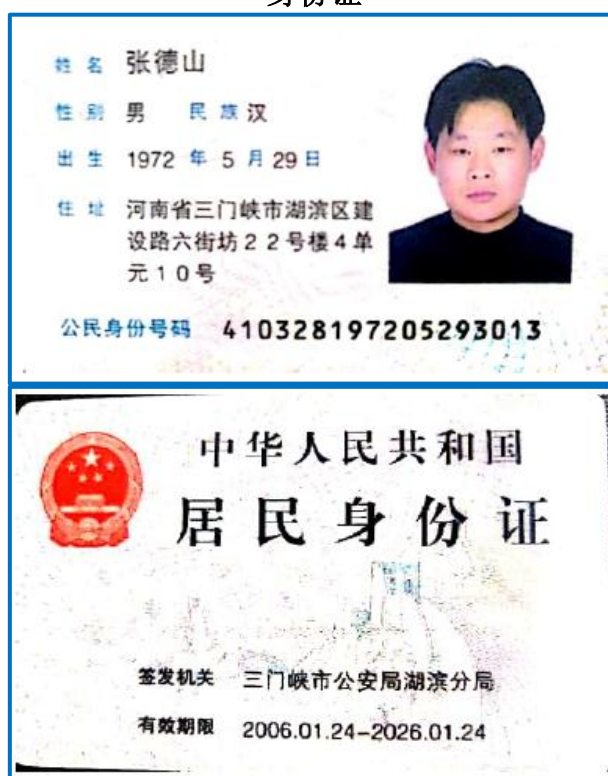 身份证
姓名 张德山
性别 男 民族 汉
出生 1972 年 5 月 29 日
住址 河南省三门峡市湖滨区建
设路六街坊22号楼4单
元10号
公民身份号码 410328197205293013
中华人民共和国
居民身份证
签发机关 三门峡市公安局湖滨分局
有效期限 2006.01.24-2026.01.24